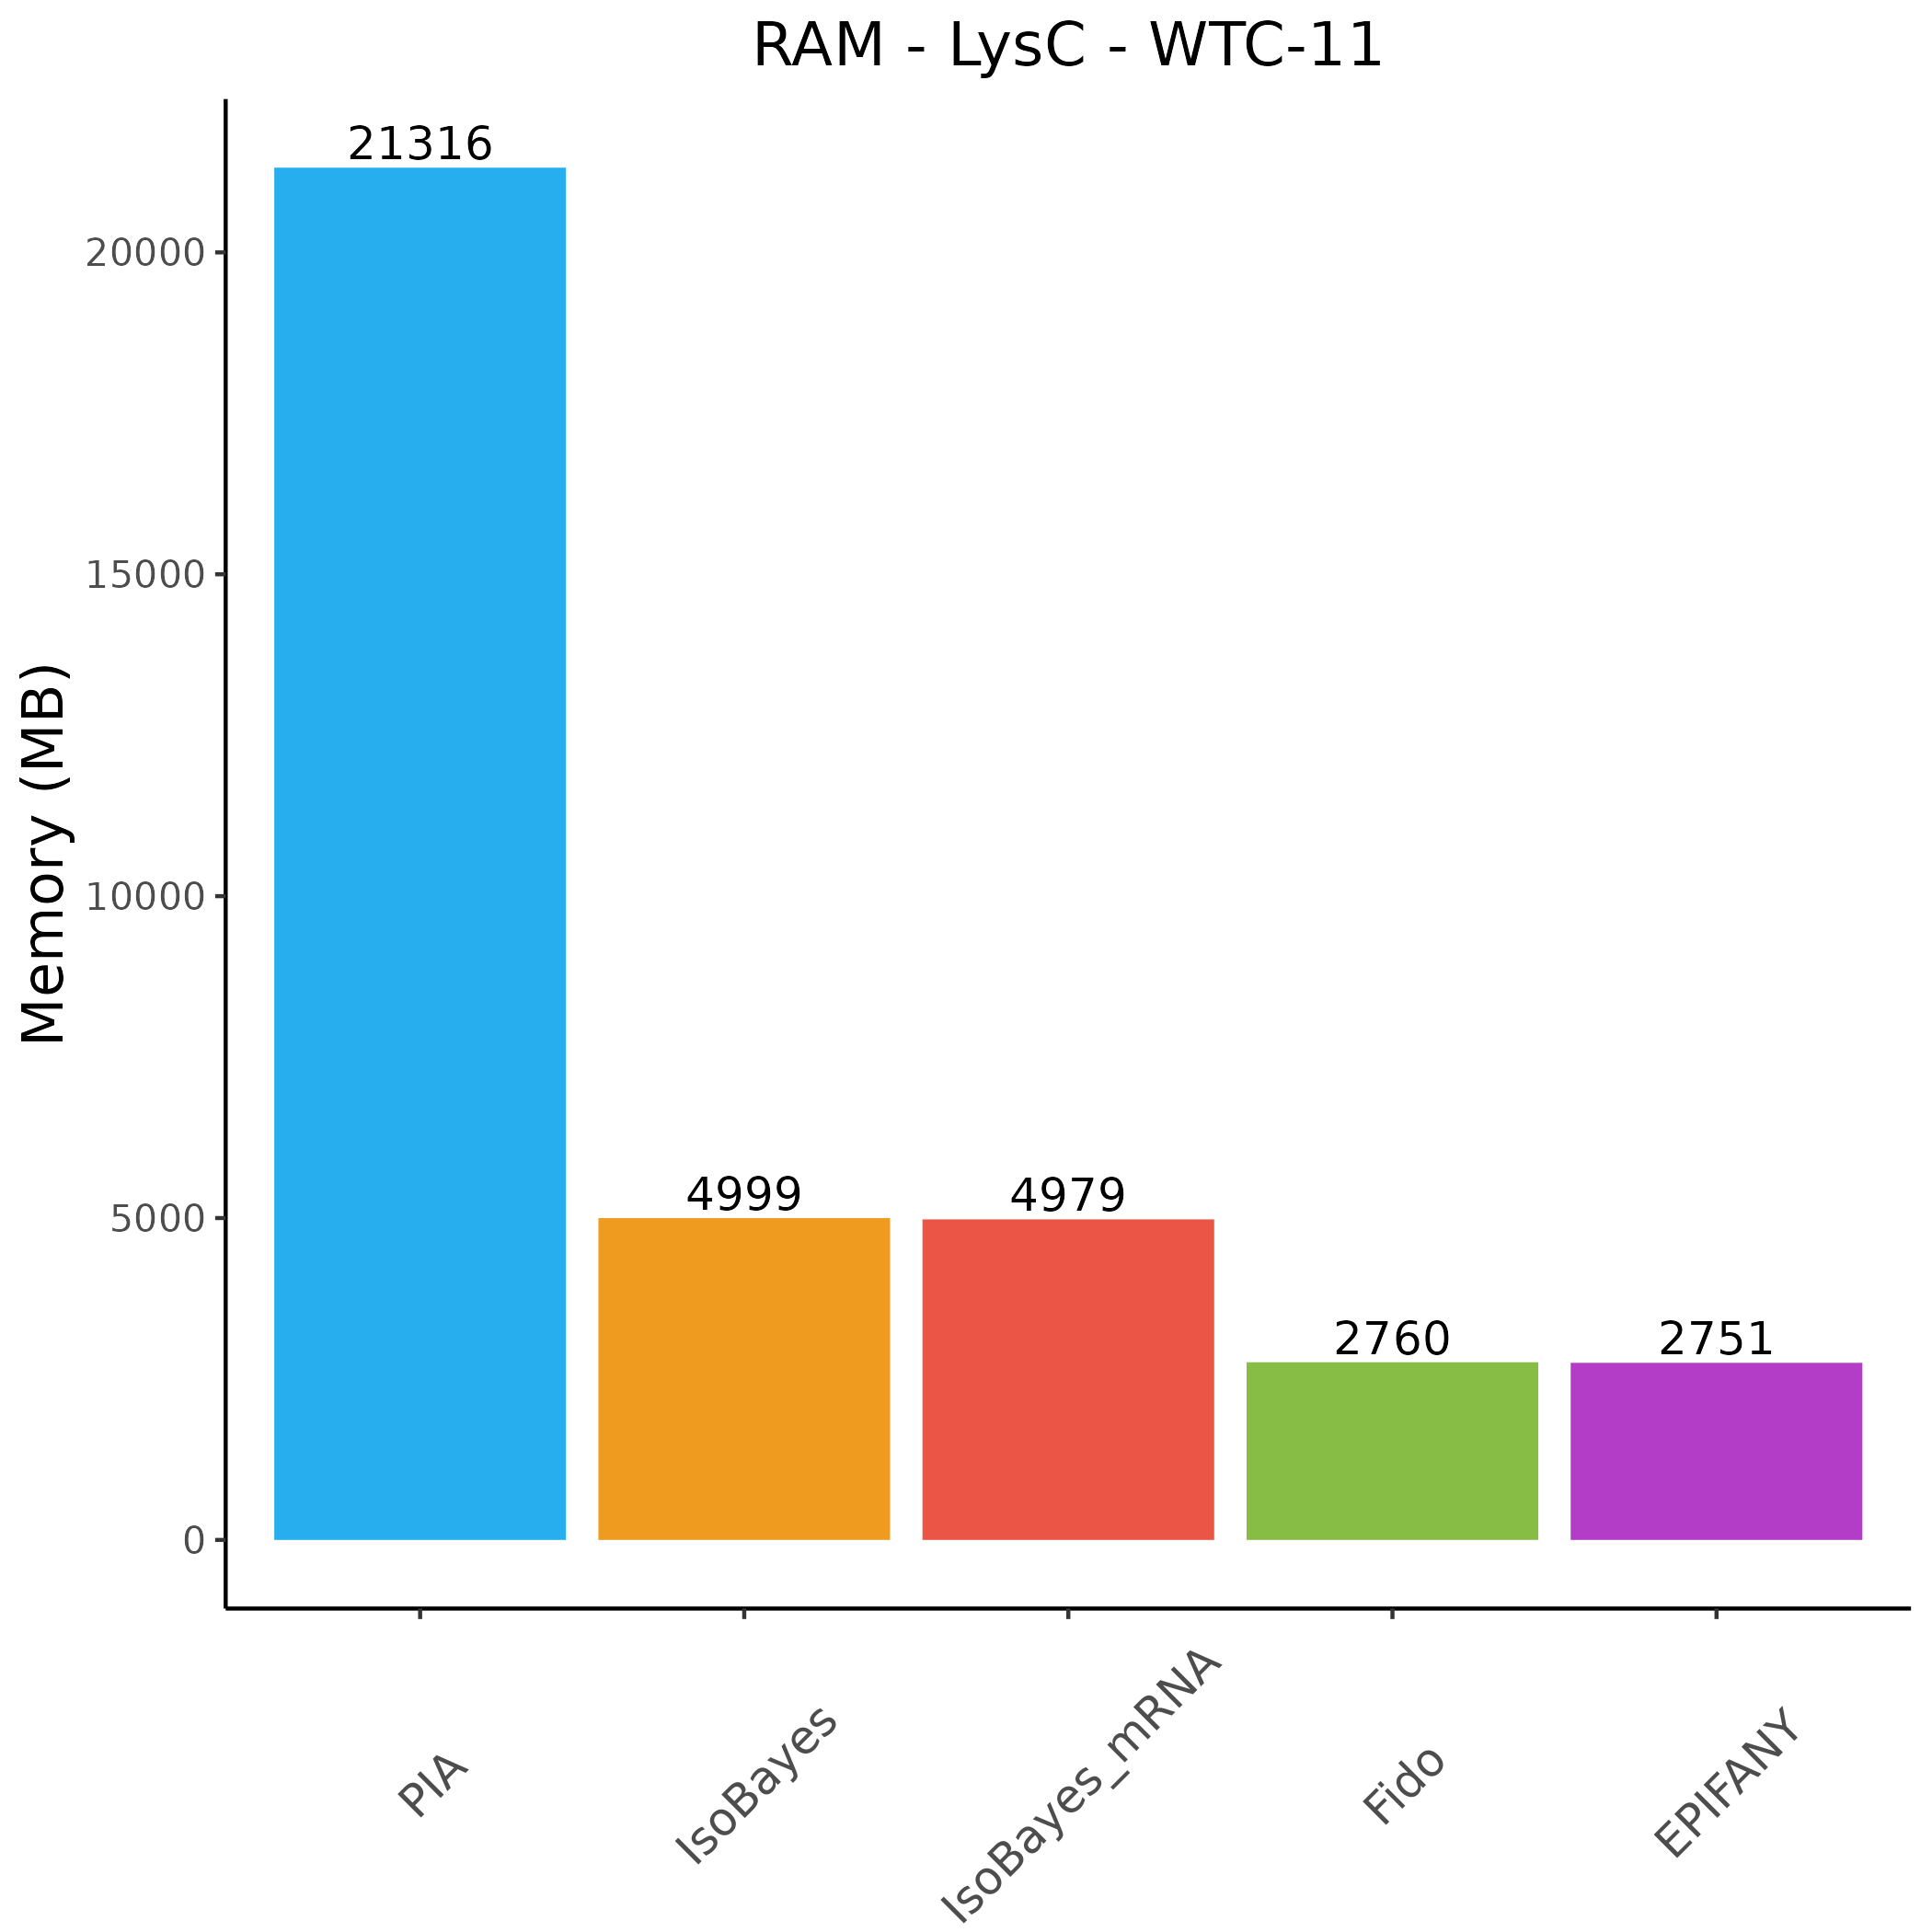 RAM - LysC - WTC-11
Memory (MB)
20000
15000
10000
5000
0
21316
4999
4979
2760
2751
PIA
IsoBayes
IsoBayes_mRNA
Fido
EPIFANY